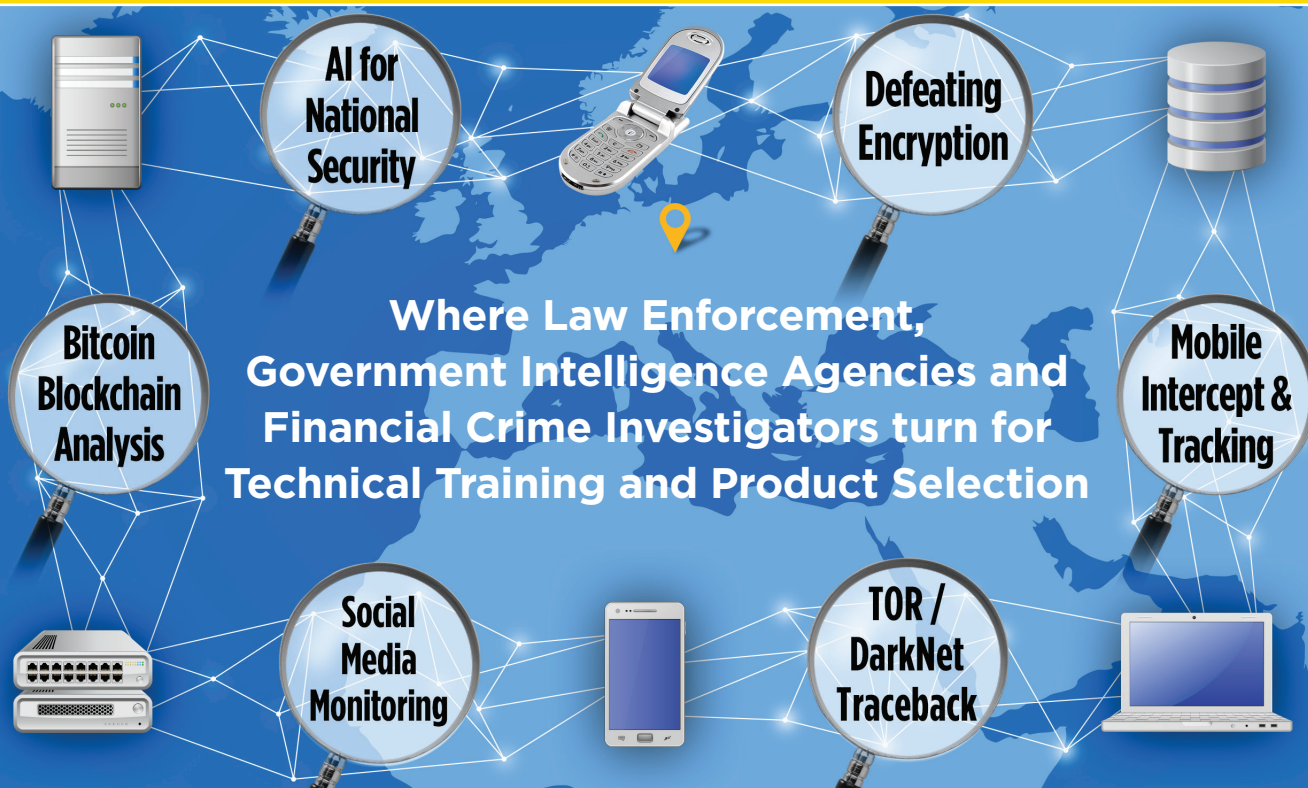 AI for
National
Security
Defeating
Encryption
Where Law Enforcement,
Government Intelligence Agencies and
Financial Crime Investigators turn for
Technical Training and Product Selection
Bitcoin
Blockchain
Analysis
Mobile
Intercept &
Tracking
Social
Media
Monitoring
TOR /
DarkNet
Traceback